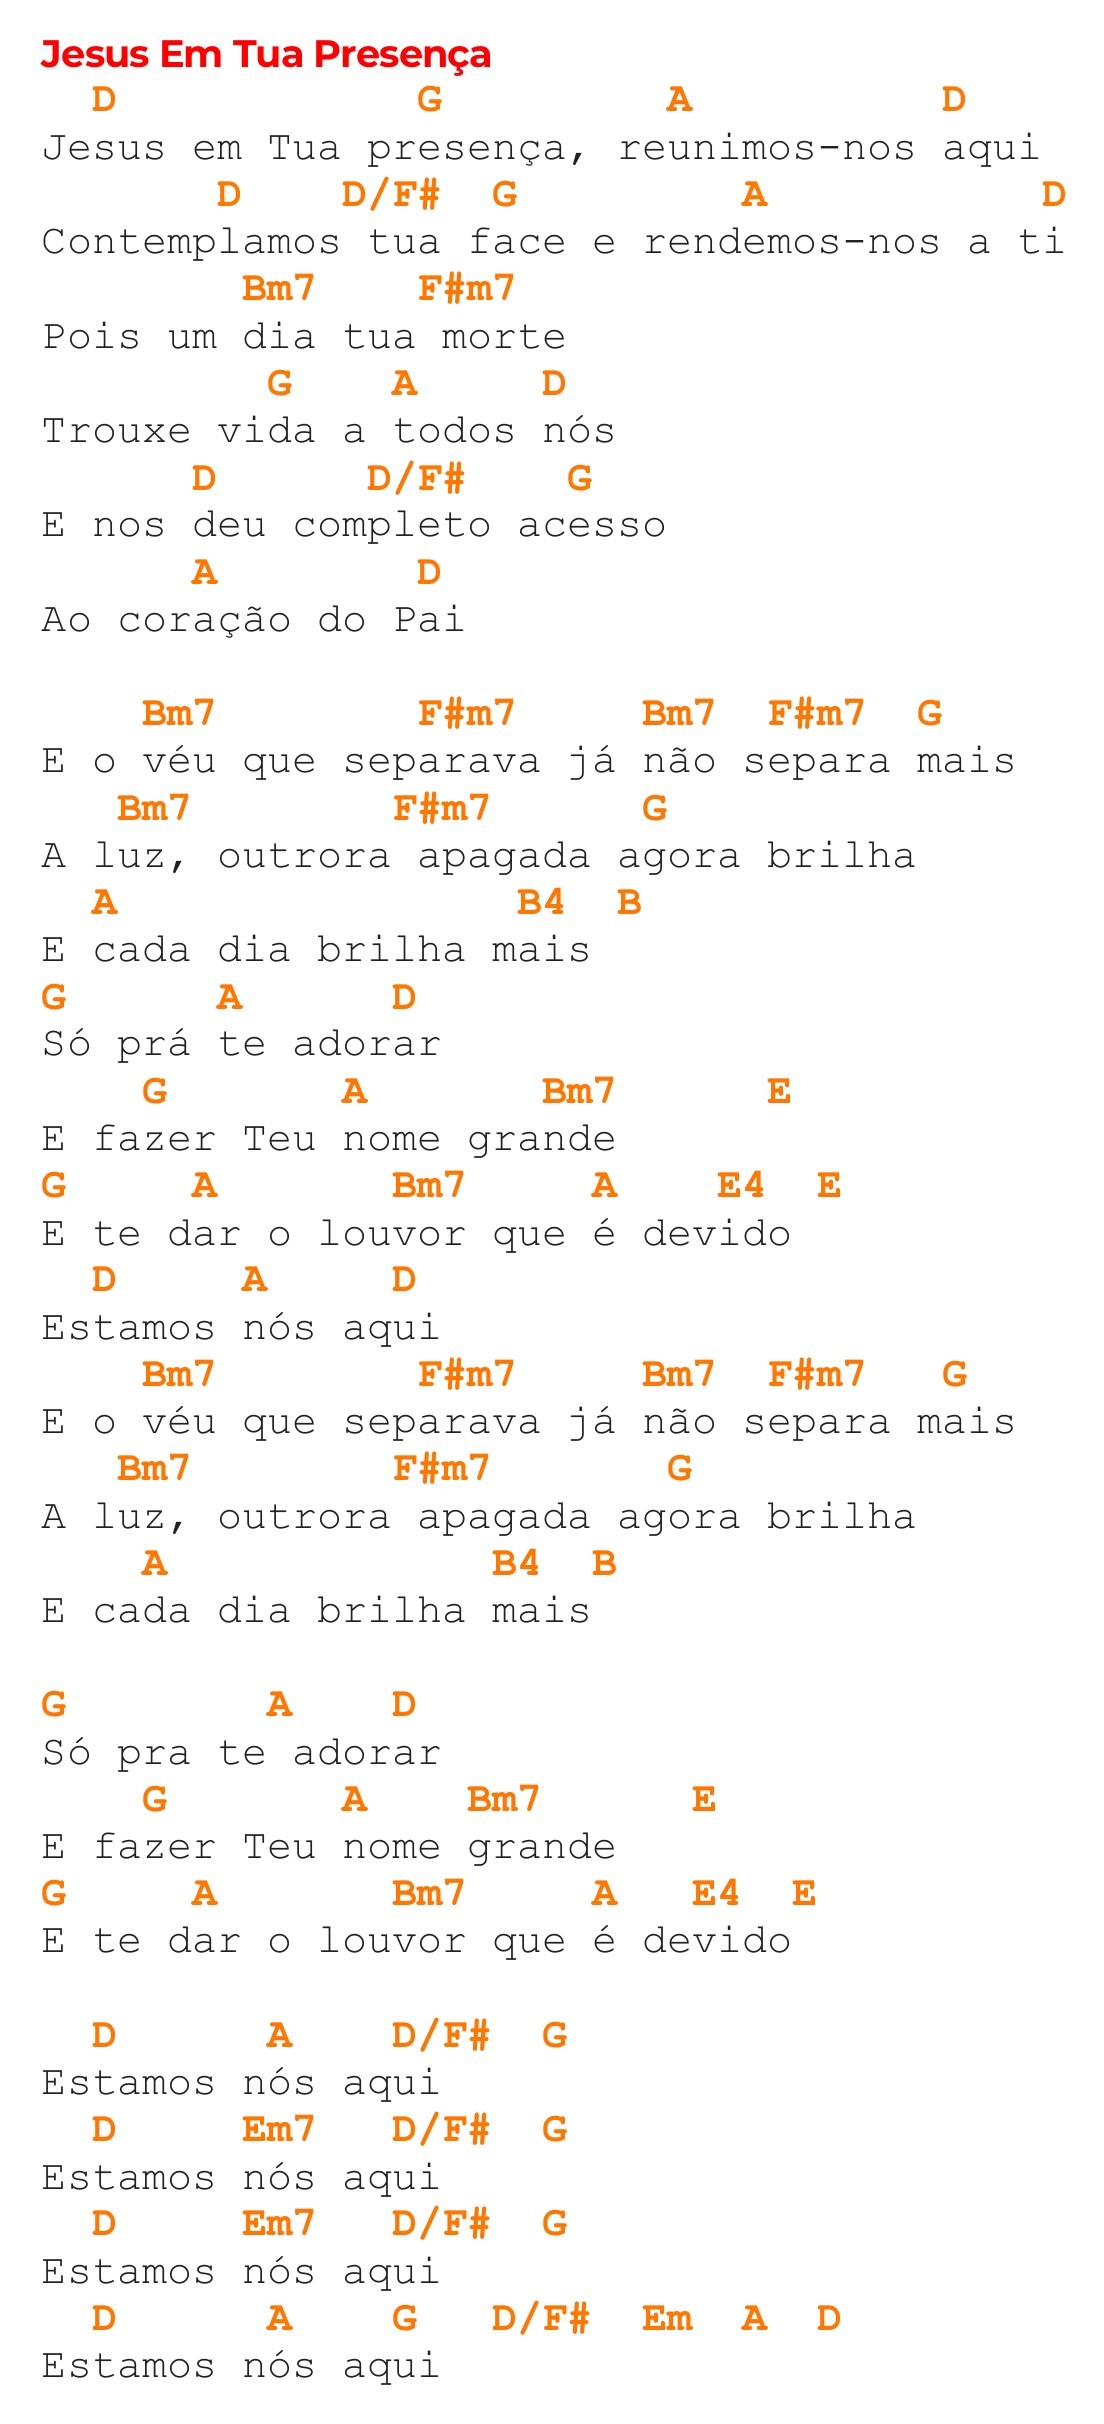 Jesus Em Tua Presença
  D            G         A          D
Jesus em Tua presença, reunimos-nos aqui
       D    D/F#  G         A           D
Contemplamos tua face e rendemos-nos a ti
        Bm7    F#m7
Pois um dia tua morte
         G    A     D
Trouxe vida a todos nós
      D      D/F#    G
E nos deu completo acesso
      A        D
Ao coração do Pai

    Bm7        F#m7     Bm7  F#m7  G
E o véu que separava já não separa mais
   Bm7        F#m7      G
A luz, outrora apagada agora brilha
  A                B4  B
E cada dia brilha mais
G      A      D
Só prá te adorar
    G       A       Bm7      E
E fazer Teu nome grande
G     A       Bm7     A    E4  E
E te dar o louvor que é devido
  D     A     D
Estamos nós aqui
    Bm7        F#m7     Bm7  F#m7   G
E o véu que separava já não separa mais
   Bm7        F#m7       G
A luz, outrora apagada agora brilha
    A             B4  B
E cada dia brilha mais

G        A    D
Só pra te adorar
    G       A    Bm7      E
E fazer Teu nome grande
G     A       Bm7     A   E4  E
E te dar o louvor que é devido

  D      A    D/F#  G
Estamos nós aqui
  D     Em7   D/F#  G
Estamos nós aqui
  D     Em7   D/F#  G
Estamos nós aqui
  D      A    G   D/F#  Em  A  D
Estamos nós aqui